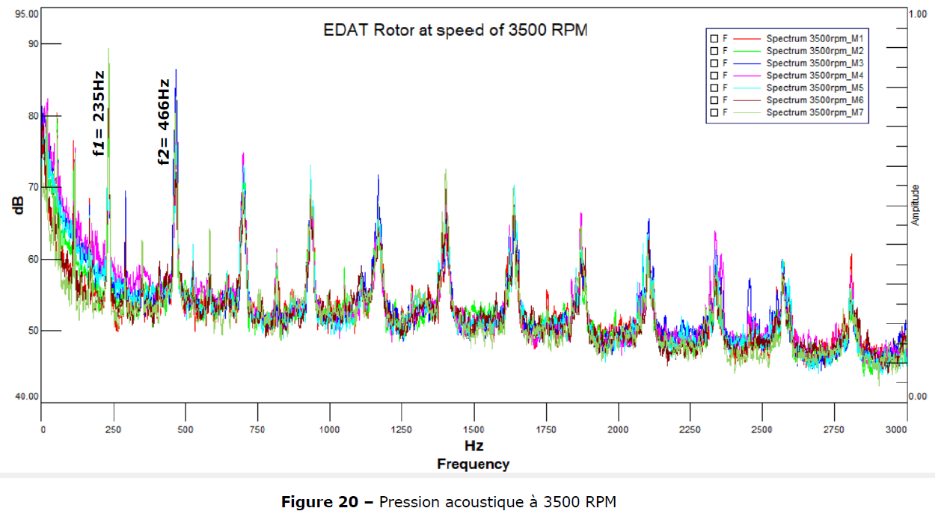 EDAT Rotor at speed of 3500 RPM
95.00
90
80
70
60
50
40.00
dB
f1= 235Hz
f2= 466Hz
F Spectrum 3500rpm_M1
F Spectrum 3500rpm_M2
F Spectrum 3500rpm_M3
F Spectrum 3500rpm_M4
F Spectrum 3500rpm_M5
F Spectrum 3500rpm_M6
F Spectrum 3500rpm_M7
1.00
Amplitude
0.00
0 250 500 750 1000 1250 1500 1750 2000 2250 2500 2750 3000
Hz
Frequency
Figure 20 – Pression acoustique à 3500 RPM